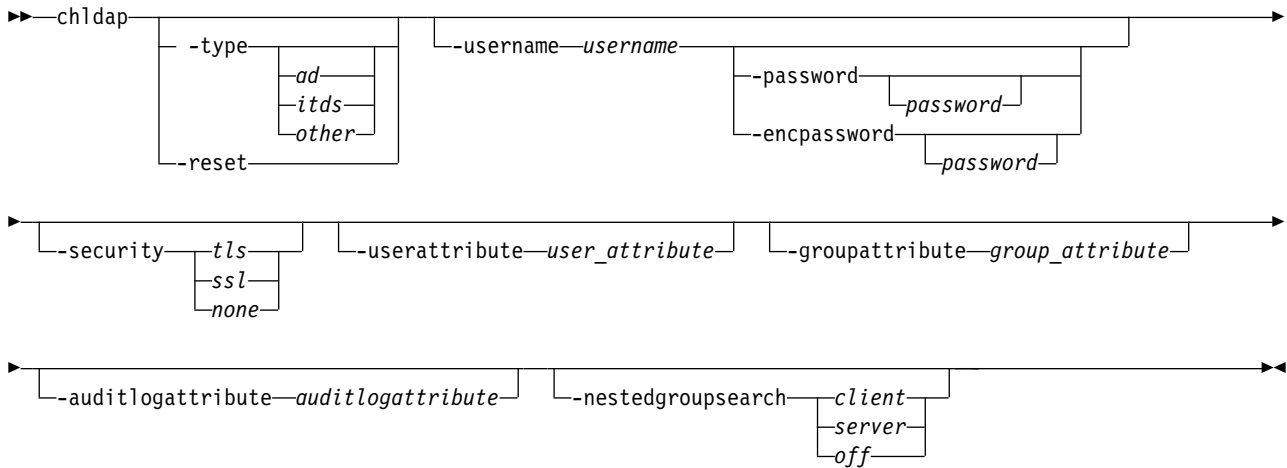 chldap
-type
ad
itds
other
-reset
-username username
-password
password
-encpassword
password
-security tls
ssl
none
-userattribute user_attribute
-groupattribute group_attribute
-auditlogattribute auditlogattribute
-nestedgroupsearch client
server
off